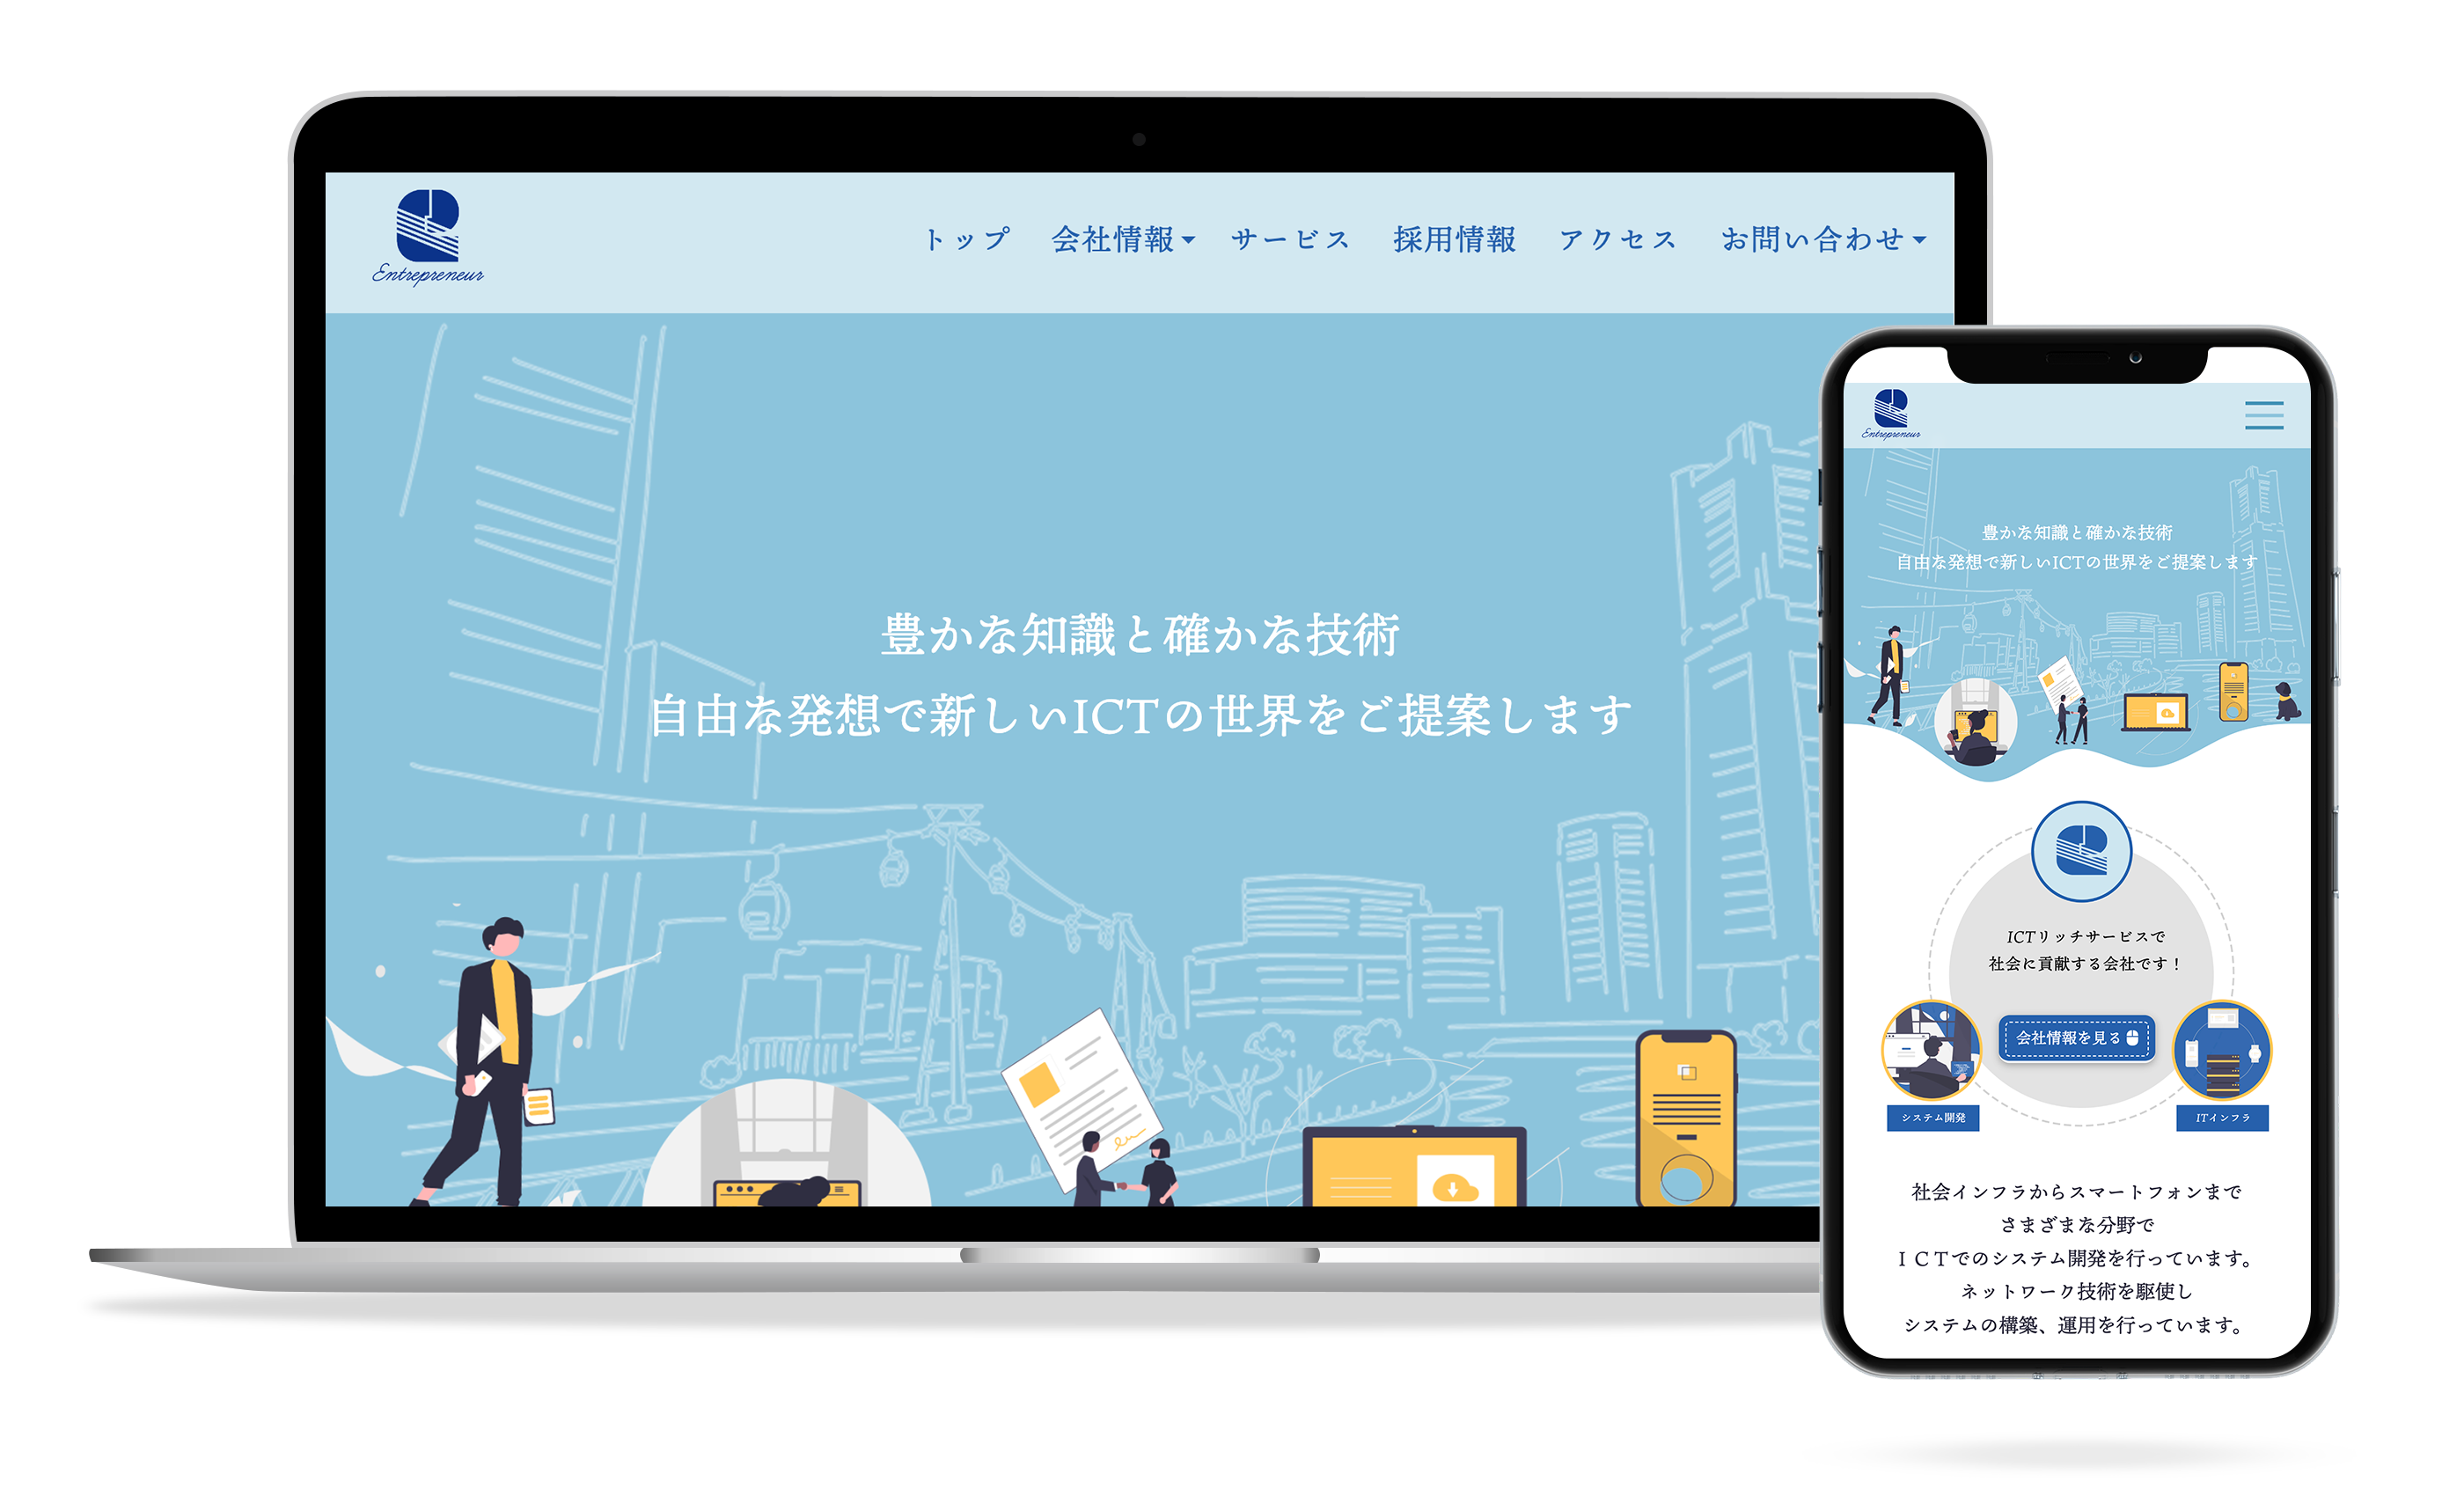 Entrepreneur
トップ 会社情報 サービス 採用情報 アクセス お問い合わせ
豊かな知識と確かな技術
自由な発想で新しいICTの世界をご提案します
Entrepreneur
豊かな知識と確かな技術
自由な発想で新しいICTの世界をご提案します
ICTリッチサービスで
社会に貢献する会社です！
会社情報を見る
システム開発
ITインフラ
社会インフラからスマートフォンまで
さまざまな分野で
ＩＣＴでのシステム開発を行っています。
ネットワーク技術を駆使し
システムの構築、運用を行っています。